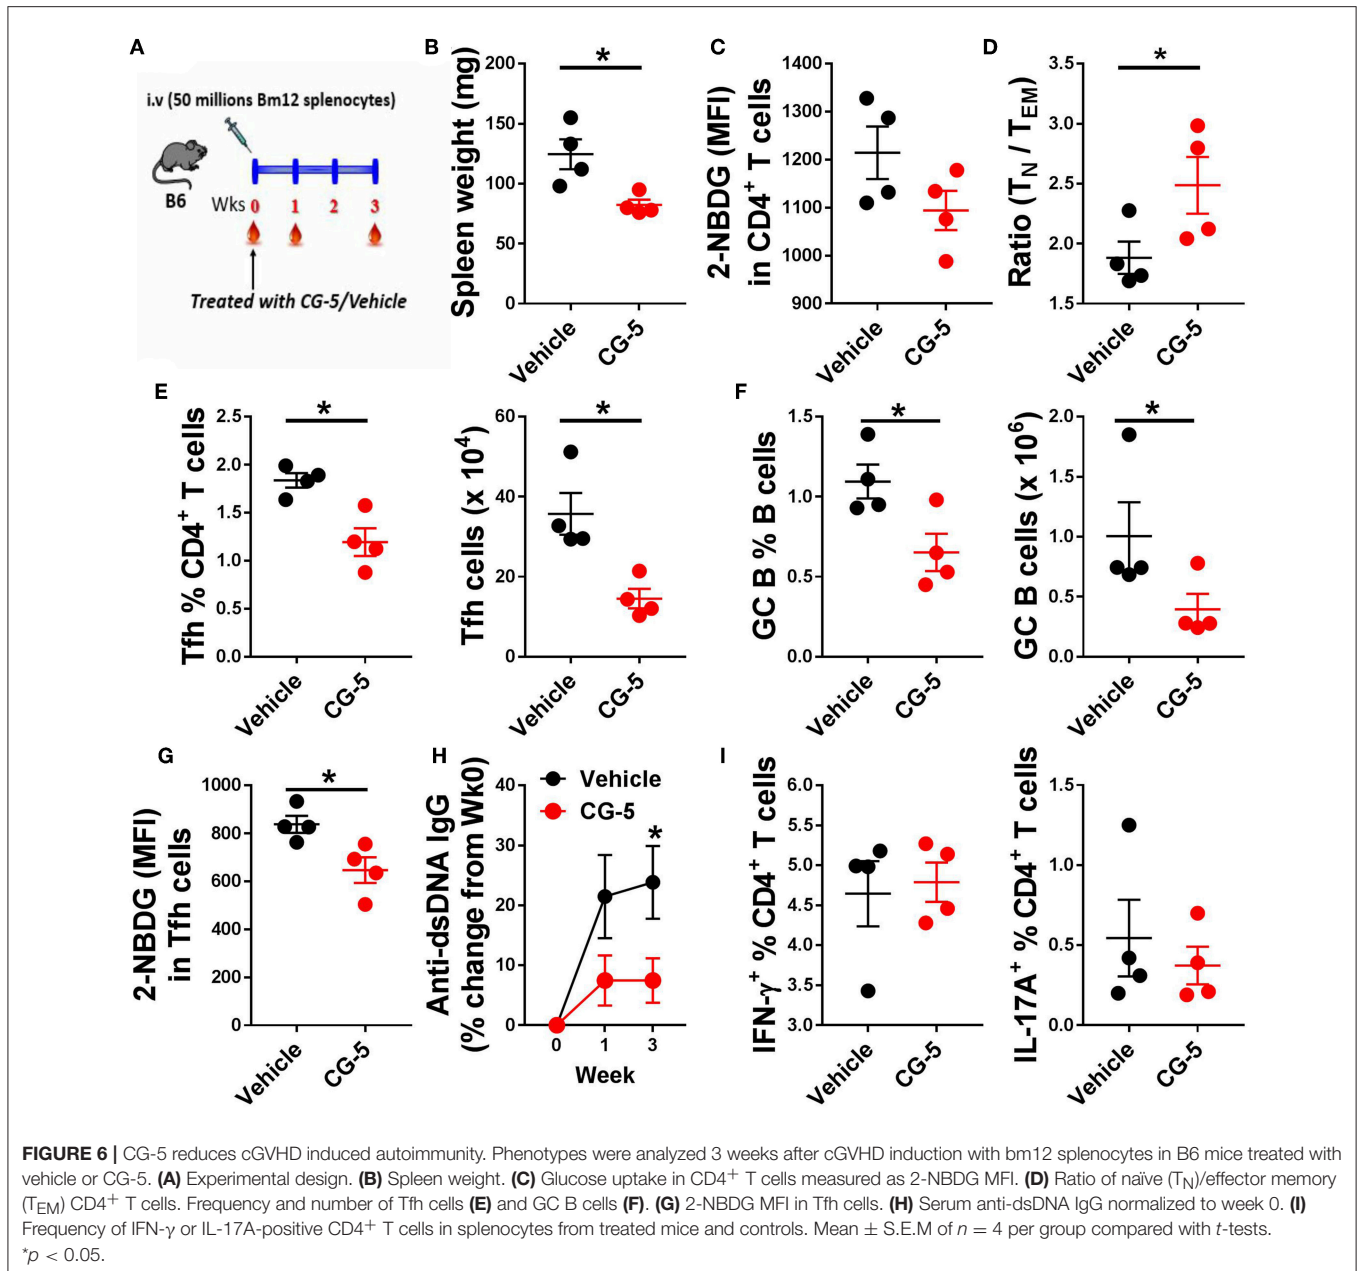 A
i.v (50 millions Bm12 splenocytes)
B6
Wks 0 1 2 3
Treated with CG-5/Vehicle
B
Spleen weight (mg)
200
150
100
50
0
*
Vehicle
CG-5
C
2-NBDG (MFI)
in CD4⁺ T cells
1400
1300
1200
1100
1000
900
Vehicle
CG-5
D
Ratio (T_N / T_EM)
3.5
3.0
2.5
2.0
1.5
*
Vehicle
CG-5
E
Tfh % CD4⁺ T cells
2.5
2.0
1.5
1.0
0.5
0.0
*
Vehicle
CG-5
Tfh cells (x 10⁴)
60
40
20
0
*
Vehicle
CG-5
F
GC B % B cells
1.5
1.0
0.5
0.0
*
Vehicle
CG-5
GC B cells (x 10⁶)
2.0
1.5
1.0
0.5
0.0
*
Vehicle
CG-5
G
2-NBDG (MFI)
in Tfh cells
1000
800
600
400
200
0
*
Vehicle
CG-5
H
Anti-dsDNA IgG
(% change from Wk0)
40
30
20
10
0
Vehicle
CG-5
*
0 1 3
Week
I
IFN-γ⁺ % CD4⁺ T cells
6.0
5.5
5.0
4.5
4.0
3.5
3.0
Vehicle
CG-5
IL-17A⁺ % CD4⁺ T cells
1.5
1.0
0.5
0.0
Vehicle
CG-5
FIGURE 6 | CG-5 reduces cGVHD induced autoimmunity. Phenotypes were analyzed 3 weeks after cGVHD induction with bm12 splenocytes in B6 mice treated with
vehicle or CG-5. (A) Experimental design. (B) Spleen weight. (C) Glucose uptake in CD4⁺ T cells measured as 2-NBDG MFI. (D) Ratio of naïve (T_N)/effector memory
(T_EM) CD4⁺ T cells. Frequency and number of Tfh cells (E) and GC B cells (F). (G) 2-NBDG MFI in Tfh cells. (H) Serum anti-dsDNA IgG normalized to week 0. (I)
Frequency of IFN-γ or IL-17A-positive CD4⁺ T cells in splenocytes from treated mice and controls. Mean ± S.E.M of n = 4 per group compared with t-tests.
*p < 0.05.